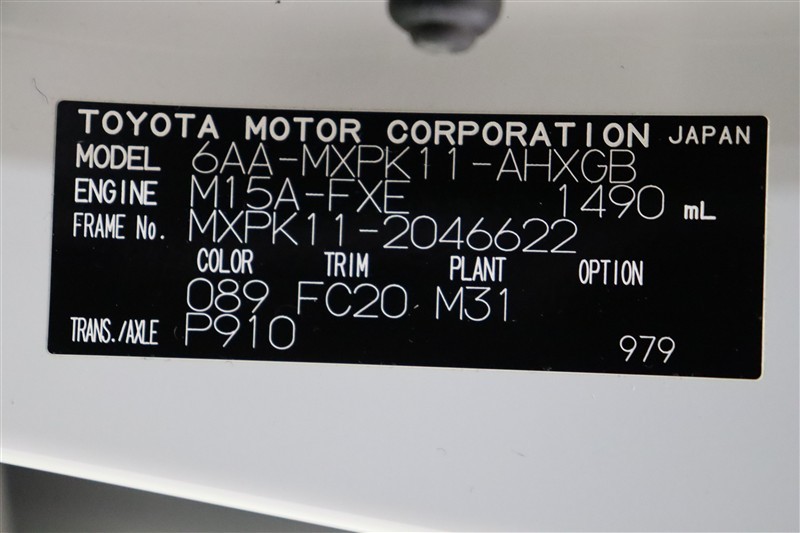 TOYOTA MOTOR CORPORATION JAPAN
MODEL 6AA-MXPK11-AHXGB
ENGINE M15A-FXE 1490 mL
FRAME No. MXPK11-2046622
COLOR TRIM PLANT OPTION
089 FC20 M31
TRANS./AXLE P910
979